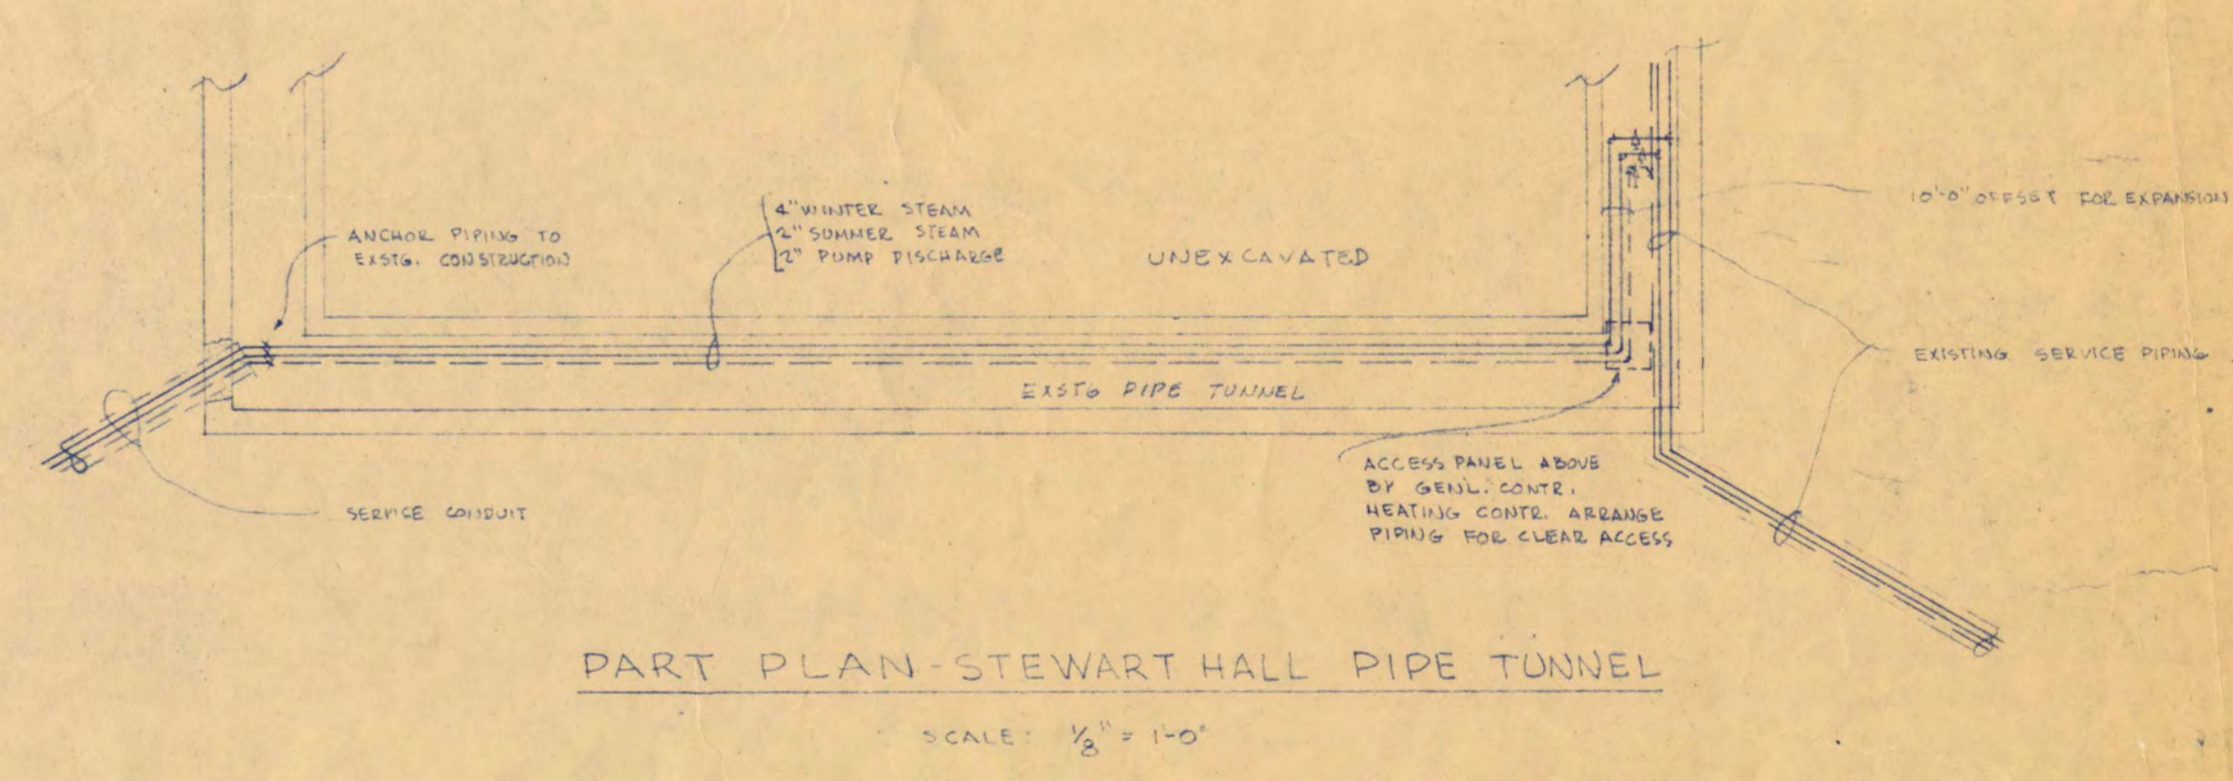 ANCHOR PIPING TO
EXSTG. CONSTRUCTION
4" WINTER STEAM
2" SUMMER STEAM
2" PUMP DISCHARGE
UNEXCAVATED
10'-0" OFFSET FOR EXPANSION
EXISTING SERVICE PIPING
EXSTG PIPE TUNNEL
ACCESS PANEL ABOVE
BY GENL. CONTR.
HEATING CONTR. ARRANGE
PIPING FOR CLEAR ACCESS
SERVICE CONDUIT
PART PLAN-STEWART HALL PIPE TUNNEL
SCALE: 1/8" = 1'-0"